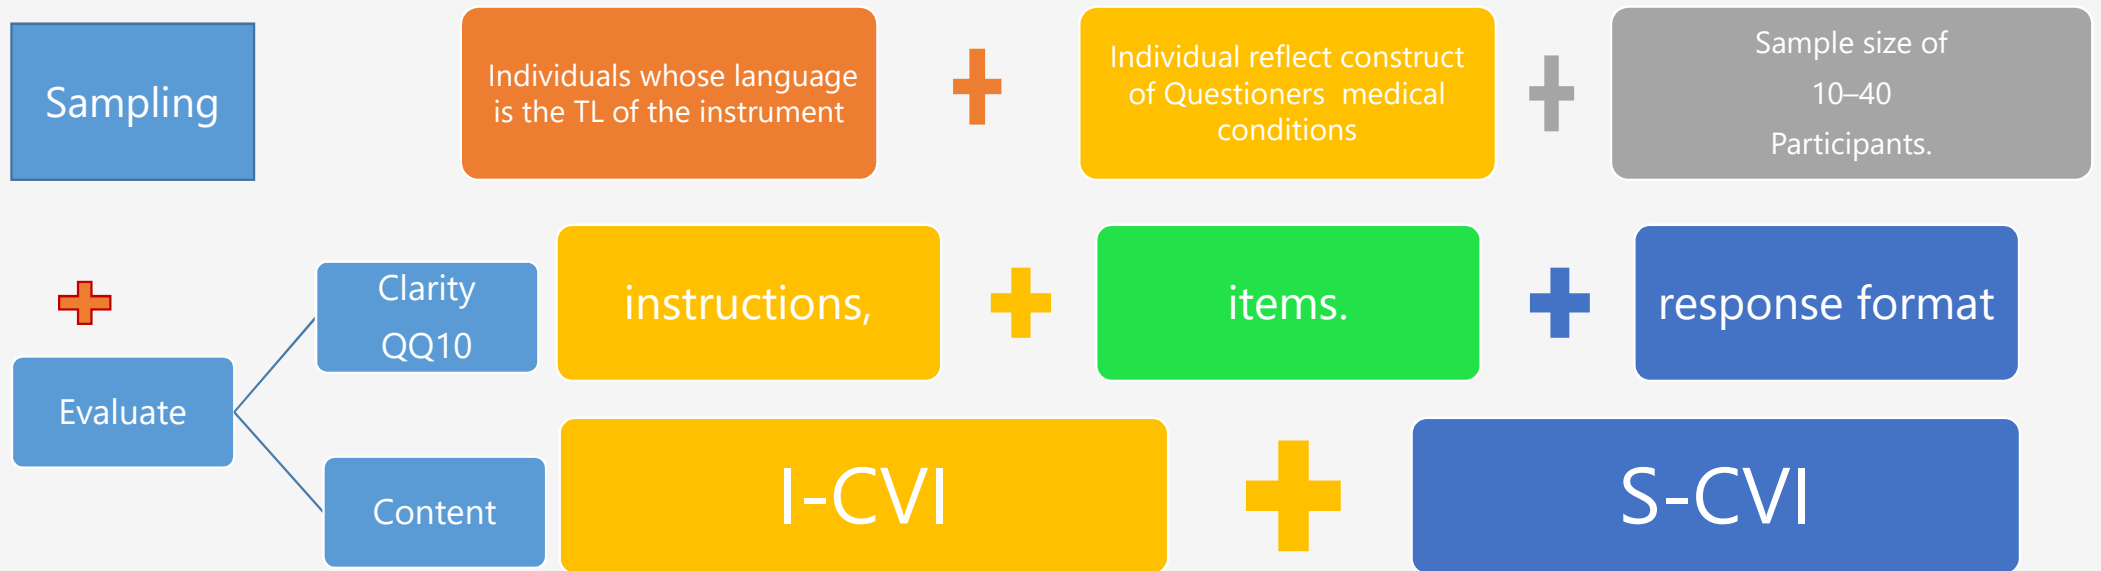 Sampling
Individuals whose language
is the TL of the instrument
Individual reflect construct
of Questioners  medical
conditions
Sample size of
10–40
Participants.
Clarity
QQ10
instructions,
items.
response format
Evaluate
Content
I-CVI
S-CVI